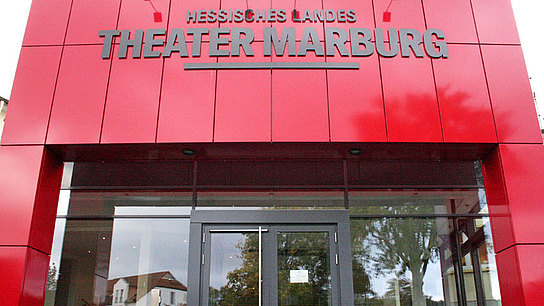 HESSISCHES LANDES
THEATER MARBURG